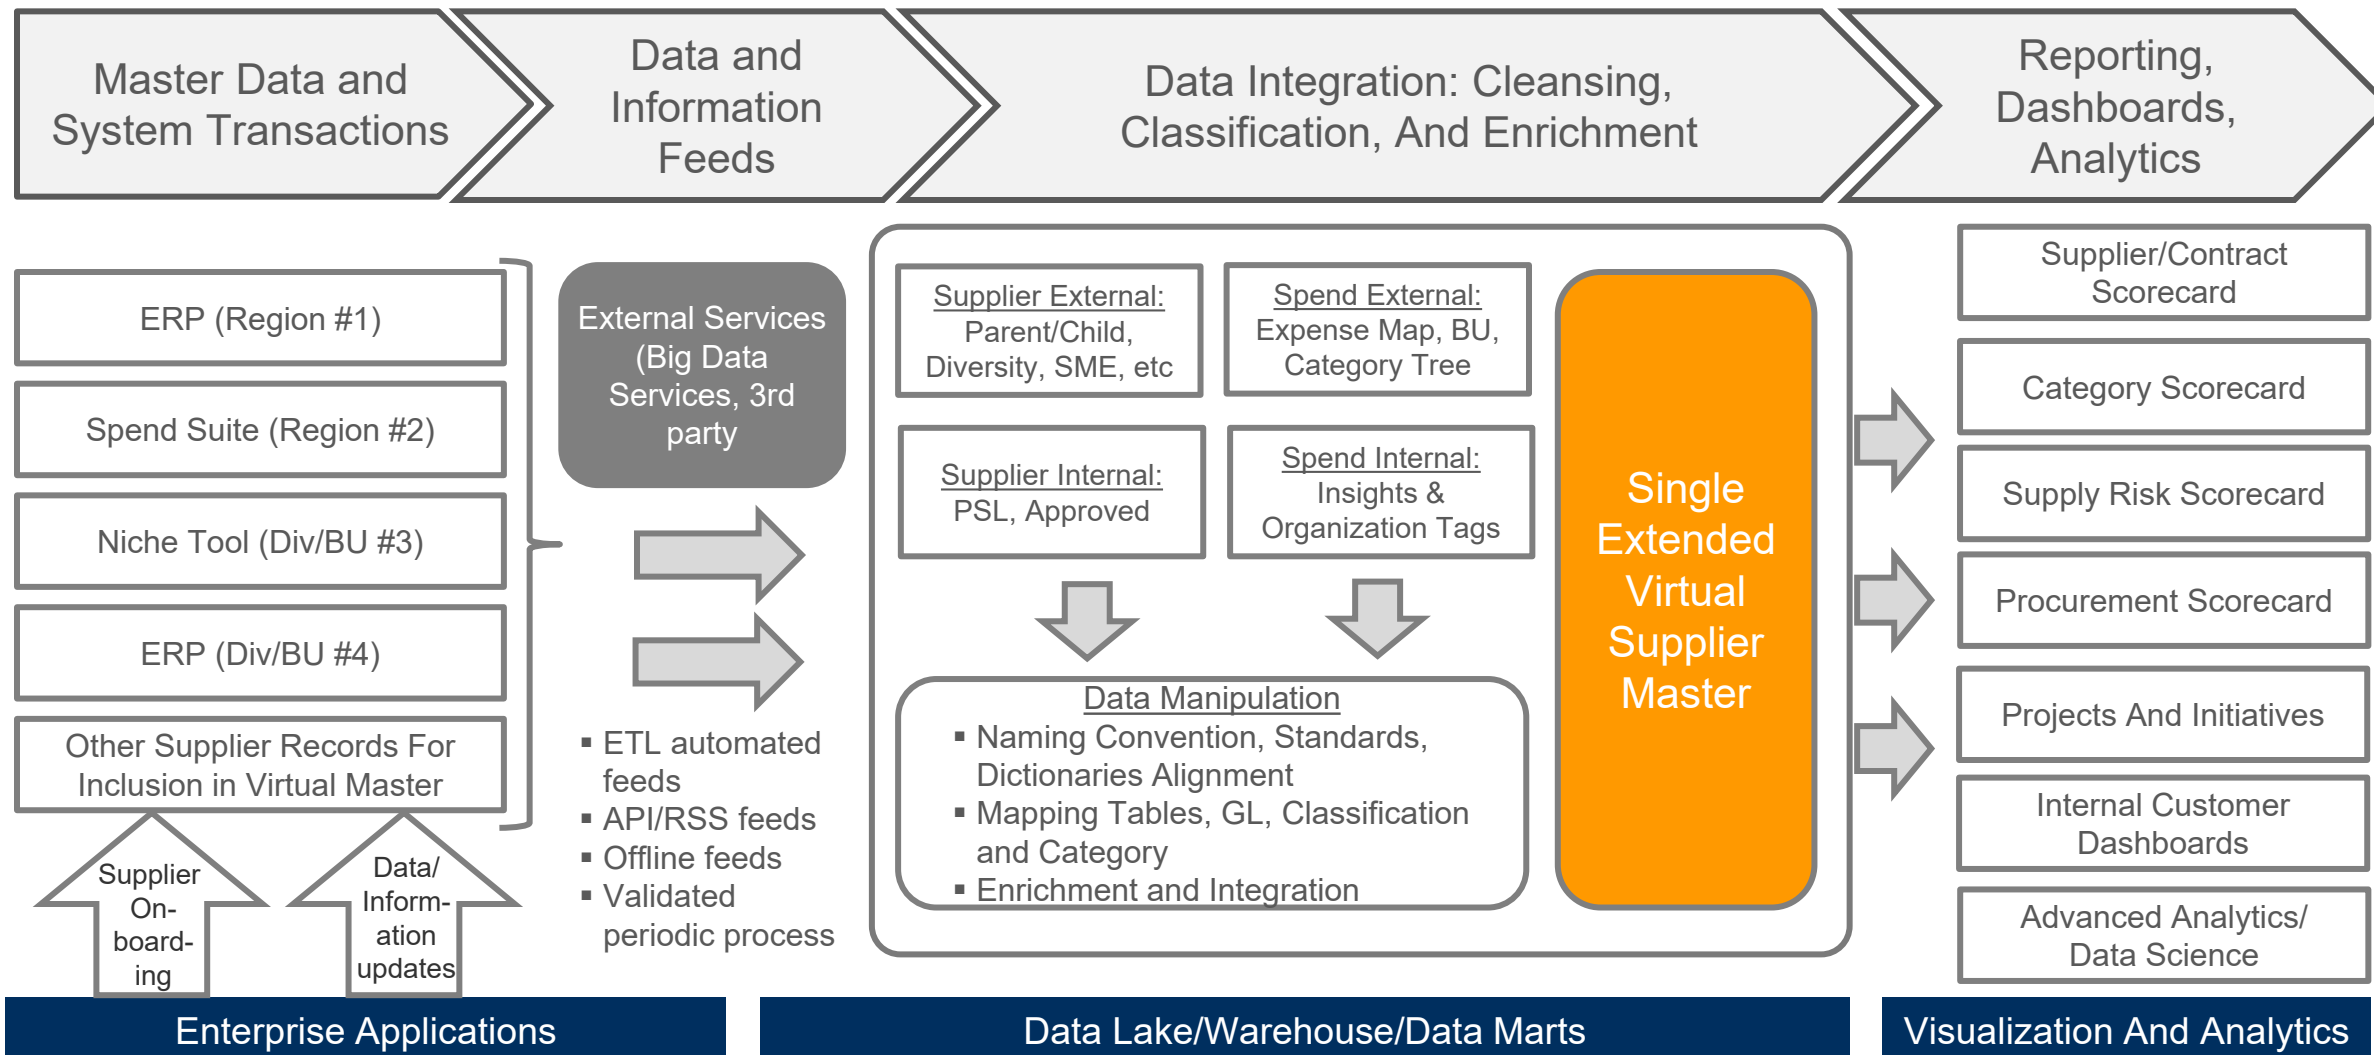 Master Data and
System Transactions
Data and
Information
Feeds
Data Integration: Cleansing,
Classification, And Enrichment
Reporting,
Dashboards,
Analytics
ERP (Region #1)
Spend Suite (Region #2)
Niche Tool (Div/BU #3)
ERP (Div/BU #4)
Other Supplier Records For
Inclusion in Virtual Master
Supplier
On-
board-
ing
Data/
Inform-
ation
updates
External Services
(Big Data
Services, 3rd
party
▪ ETL automated
feeds
▪ API/RSS feeds
▪ Offline feeds
▪ Validated
periodic process
Supplier External:
Parent/Child,
Diversity, SME, etc
Spend External:
Expense Map, BU,
Category Tree
Supplier Internal:
PSL, Approved
Spend Internal:
Insights &
Organization Tags
Data Manipulation
▪ Naming Convention, Standards,
Dictionaries Alignment
▪ Mapping Tables, GL, Classification
and Category
▪ Enrichment and Integration
Single
Extended
Virtual
Supplier
Master
Supplier/Contract
Scorecard
Category Scorecard
Supply Risk Scorecard
Procurement Scorecard
Projects And Initiatives
Internal Customer
Dashboards
Advanced Analytics/
Data Science
Enterprise Applications
Data Lake/Warehouse/Data Marts
Visualization And Analytics